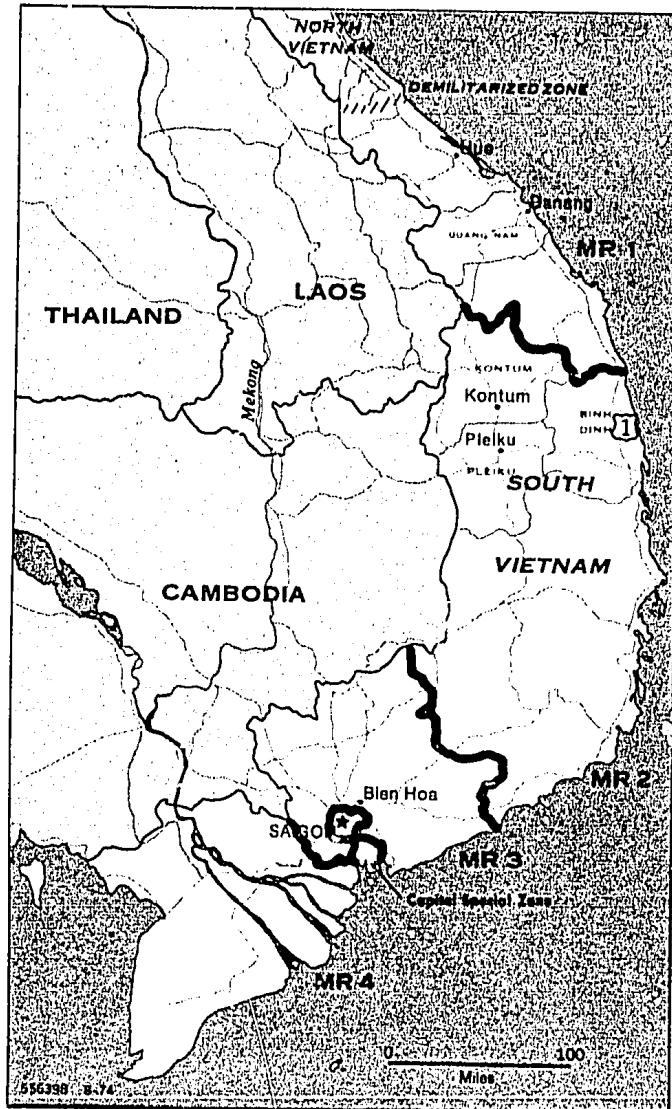 NORTH
VIETNAM
DEMILITARIZED ZONE
Hue
Danang
QUANG NAM
MR 1
LAOS
THAILAND
Mekong
KONTUM
Kontum
BINH
DINH
1
Pleiku
PLEIKU
SOUTH
VIETNAM
CAMBODIA
MR 2
Bien Hoa
SAIGON
MR 3
Capital Special Zone
MR 4
0 100
Miles
556398 8-74